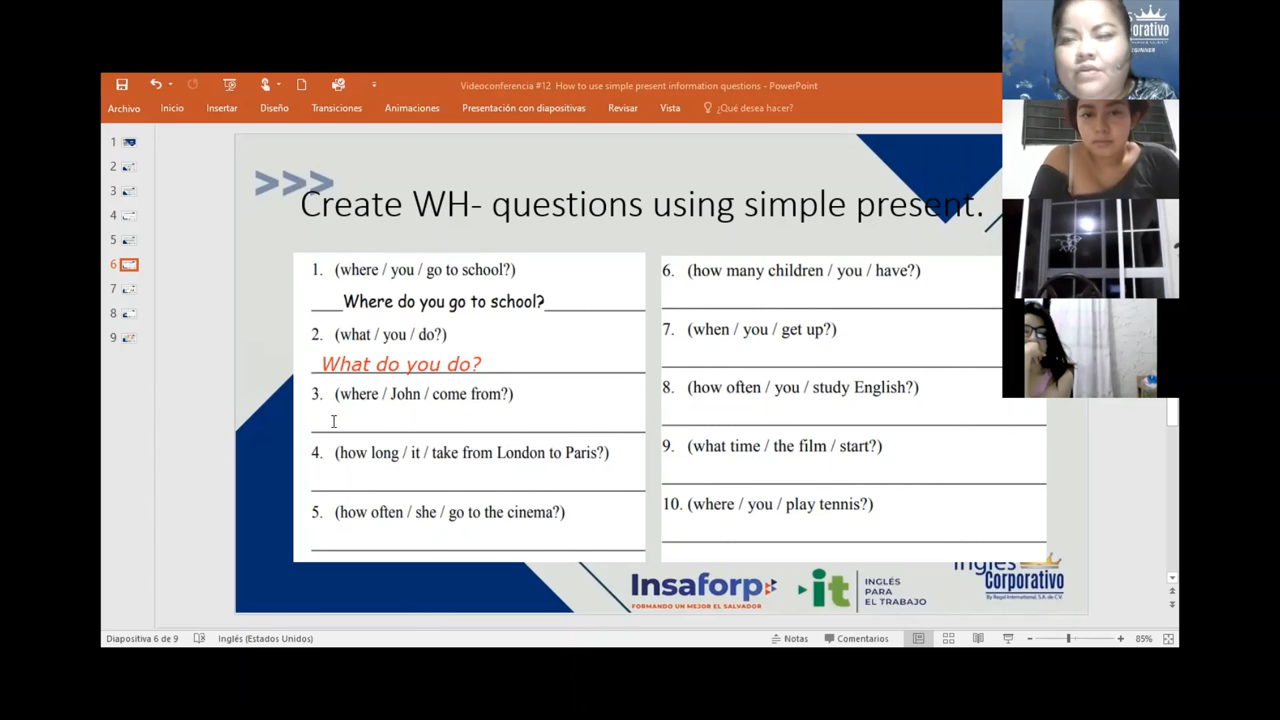 Videoconferencia #12 How to use simple present information questions - PowerPoint
Archivo Inicio Insertar Diseño Transiciones Animaciones Presentación con diapositivas Revisar Vista ¿Qué desea hacer?
1
2
3
4
5
6
7
8
9
>>>
Create WH- questions using simple present.
1. (where / you / go to school?)
Where do you go to school?
2. (what / you / do?)
What do you do?
3. (where / John / come from?)
4. (how long / it / take from London to Paris?)
5. (how often / she / go to the cinema?)
6. (how many children / you / have?)
7. (when / you / get up?)
8. (how often / you / study English?)
9. (what time / the film / start?)
10. (where / you / play tennis?)
Insaforp
FORMANDO UN MEJOR EL SALVADOR
it
INGLÉS
PARA
EL TRABAJO
Inglés
Corporativo
By Regal International, S.A. de C.V.
Diapositiva 6 de 9 Inglés (Estados Unidos) Notas Comentarios 85%